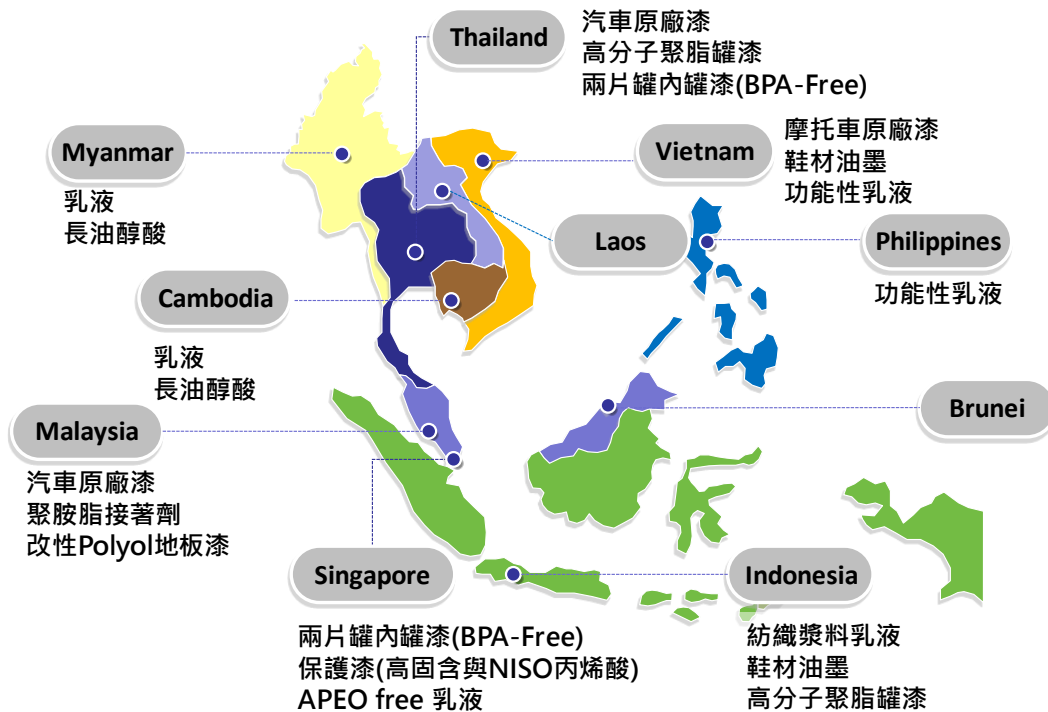 Thailand
汽車原廠漆
高分子聚脂罐漆
兩片罐內罐漆(BPA-Free)
Myanmar
乳液
長油醇酸
Vietnam
摩托車原廠漆
鞋材油墨
功能性乳液
Laos
Philippines
功能性乳液
Cambodia
乳液
長油醇酸
Brunei
Malaysia
汽車原廠漆
聚胺脂接著劑
改性Polyol地板漆
Singapore
兩片罐內罐漆(BPA-Free)
保護漆(高固含與NISO丙烯酸)
APEO free 乳液
Indonesia
紡織漿料乳液
鞋材油墨
高分子聚脂罐漆